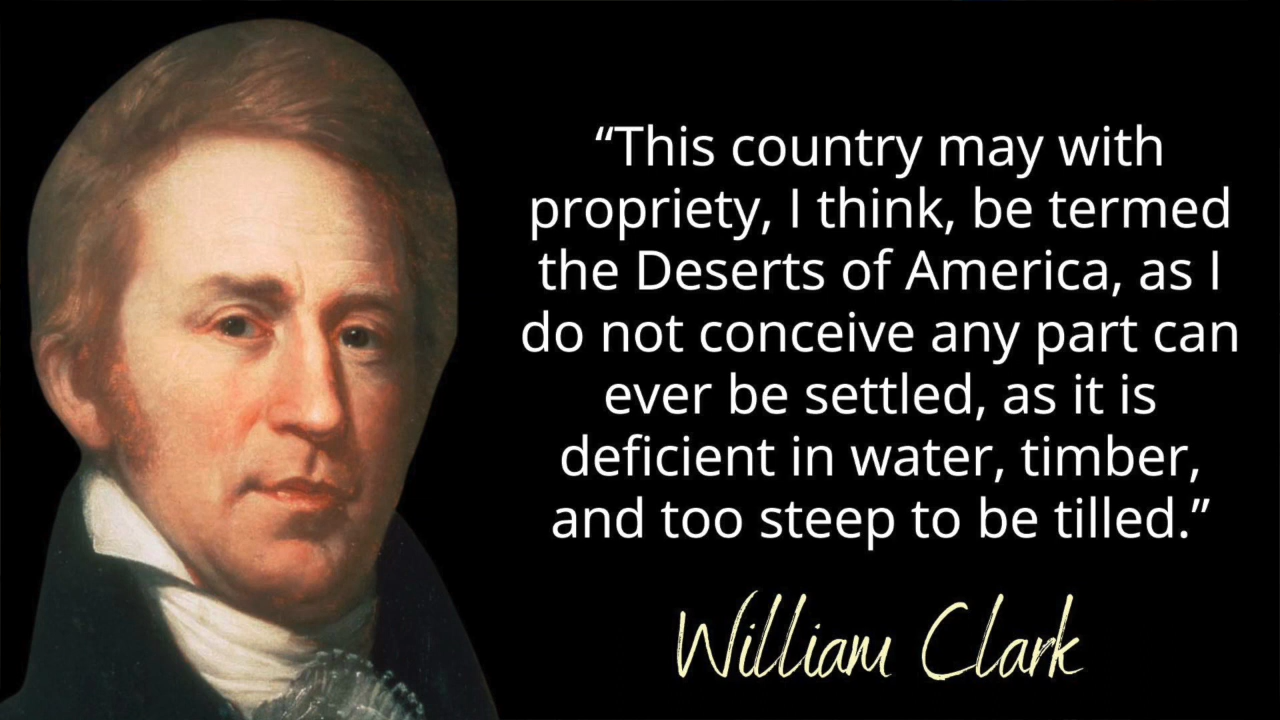 “This country may with
propriety, I think, be termed
the Deserts of America, as I
do not conceive any part can
ever be settled, as it is
deficient in water, timber,
and too steep to be tilled.”
William Clark